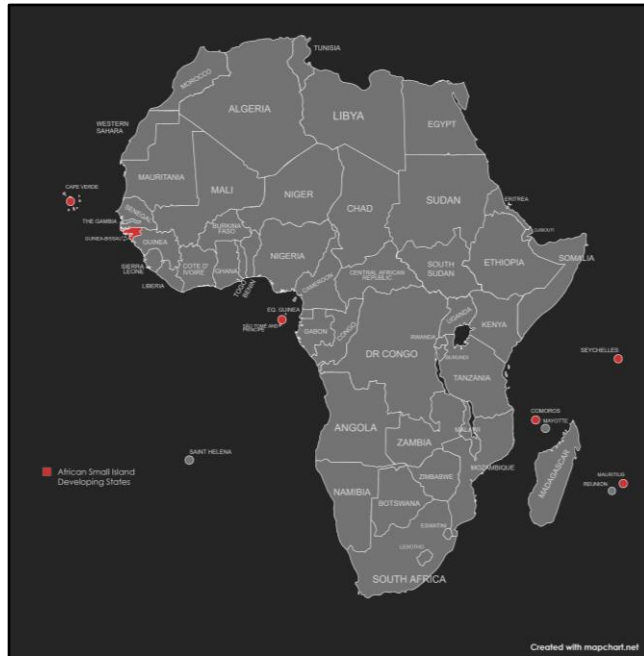 TUNISIA
MOROCCO
ALGERIA
LIBYA
EGYPT
WESTERN
SAHARA
MAURITANIA
MALI
NIGER
CHAD
SUDAN
ERITREA
CAPE VERDE
SENEGAL
THE GAMBIA
GUINEA-BISSAU
GUINEA
BURKINA
FASO
DJIBOUTI
SIERRA
LEONE
LIBERIA
COTE D'
IVOIRE
GHANA
TOGO
BENIN
NIGERIA
CAMEROON
CENTRAL AFRICAN
REPUBLIC
SOUTH
SUDAN
ETHIOPIA
SOMALIA
EQ. GUINEA
SÃO TOMÉ AND
PRINCIPE
GABON
CONGO
DR CONGO
UGANDA
KENYA
RWANDA
BURUNDI
TANZANIA
SEYCHELLES
COMOROS
MAYOTTE
ANGOLA
ZAMBIA
MALAWI
MOZAMBIQUE
SAINT HELENA
African Small Island
Developing States
NAMIBIA
ZIMBABWE
BOTSWANA
MADAGASCAR
MAURITIUS
REUNION
ESWATINI
LESOTHO
SOUTH AFRICA
Created with mapchart.net